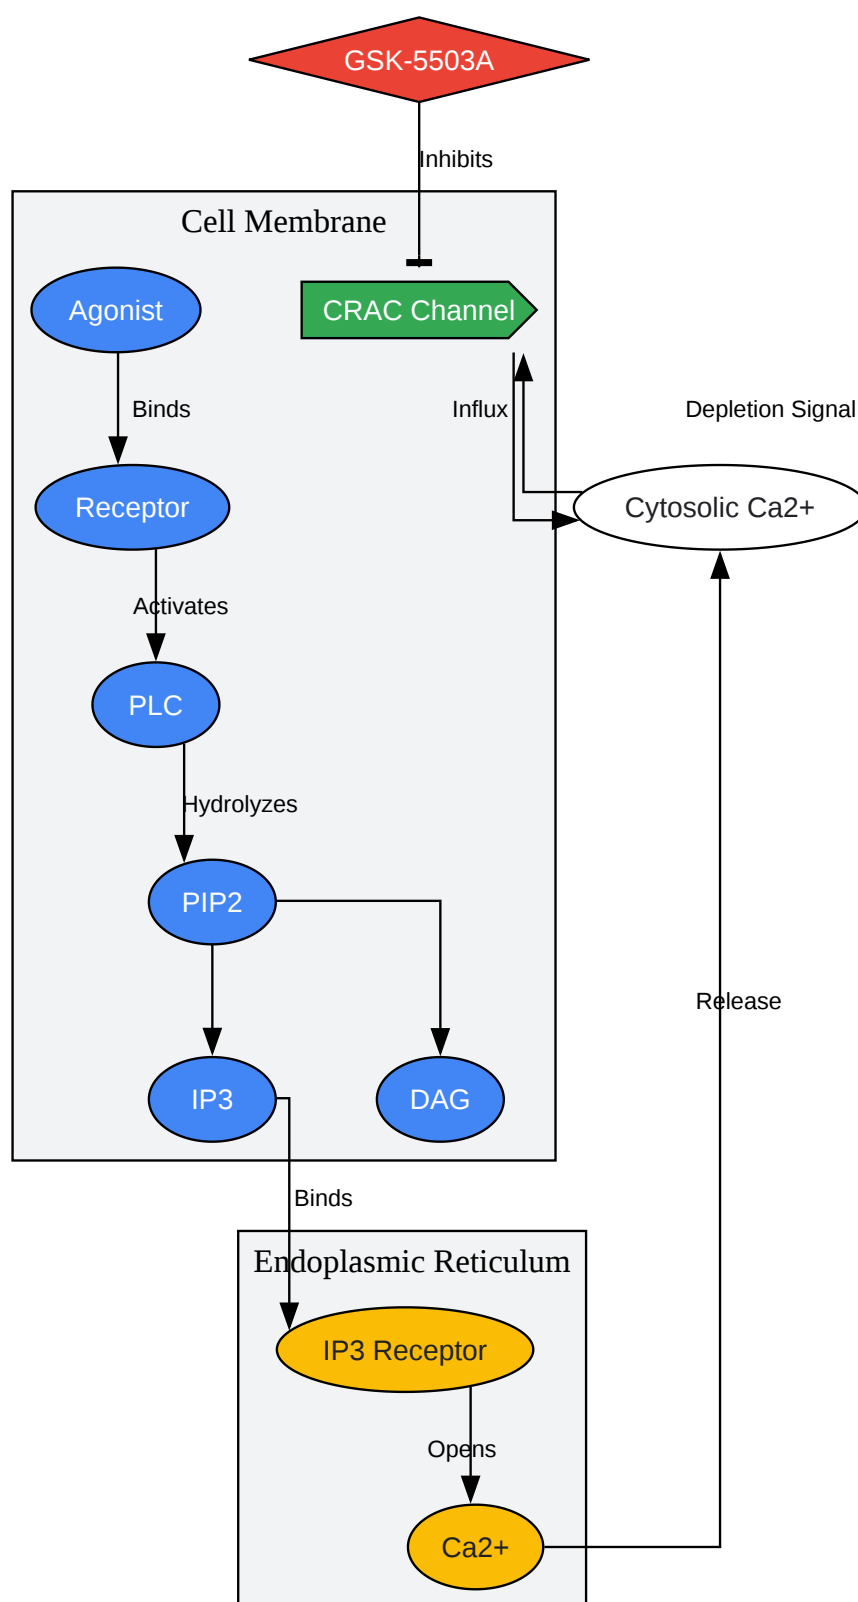 GSK-5503A
Inhibits
Cell Membrane
Agonist
CRAC Channel
Binds
Influx
Depletion Signal
Receptor
Cytosolic Ca2+
Activates
PLC
Hydrolyzes
PIP2
Release
IP3
DAG
Binds
Endoplasmic Reticulum
IP3 Receptor
Opens
Ca2+